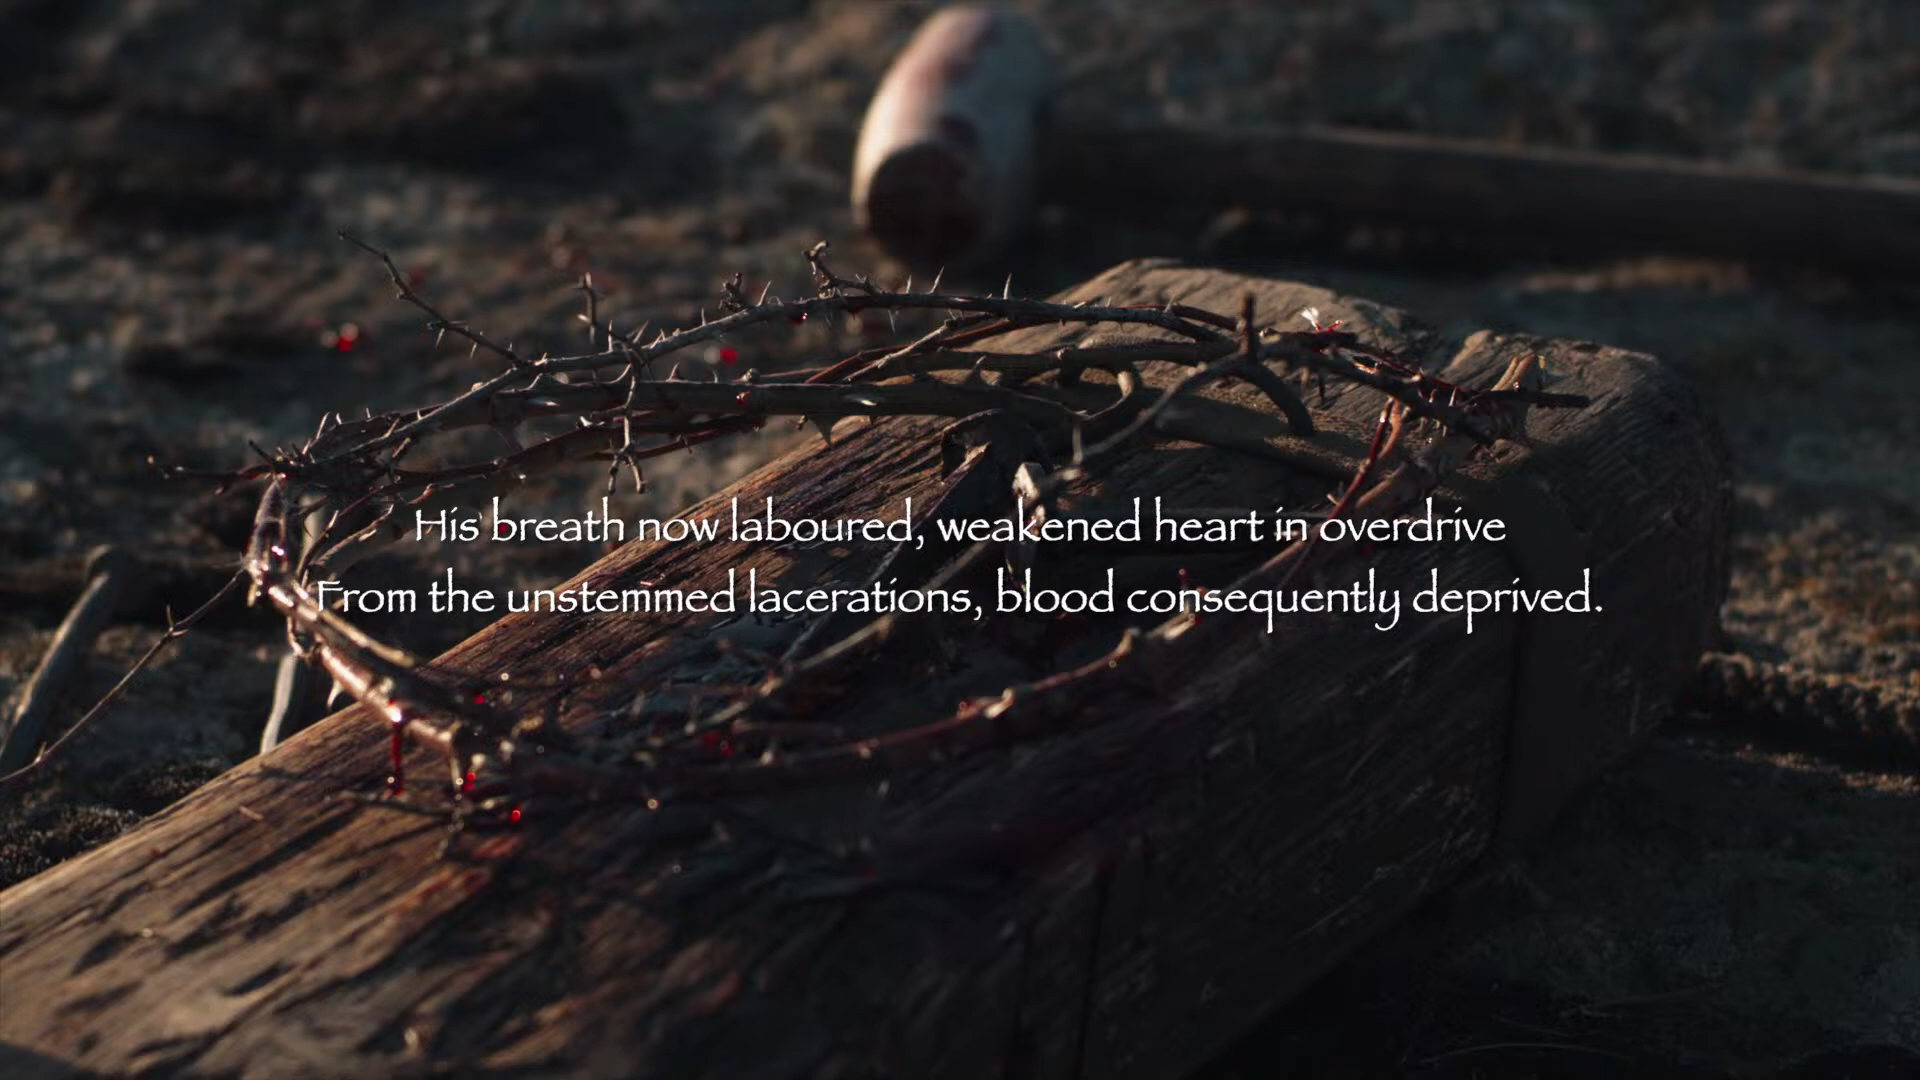 His breath now laboured, weakened heart in overdrive
From the unstemmed lacerations, blood consequently deprived.